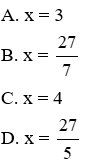 A. x = 3
B. x = 27/7
C. x = 4
D. x = 27/5